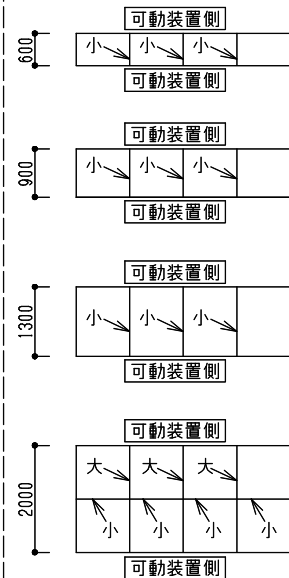 可動装置側
600
小 小 小
可動装置側
可動装置側
900
小 小 小
可動装置側
可動装置側
1300
小 小 小
可動装置側
可動装置側
大 大 大
2000
小 小 小 小
可動装置側